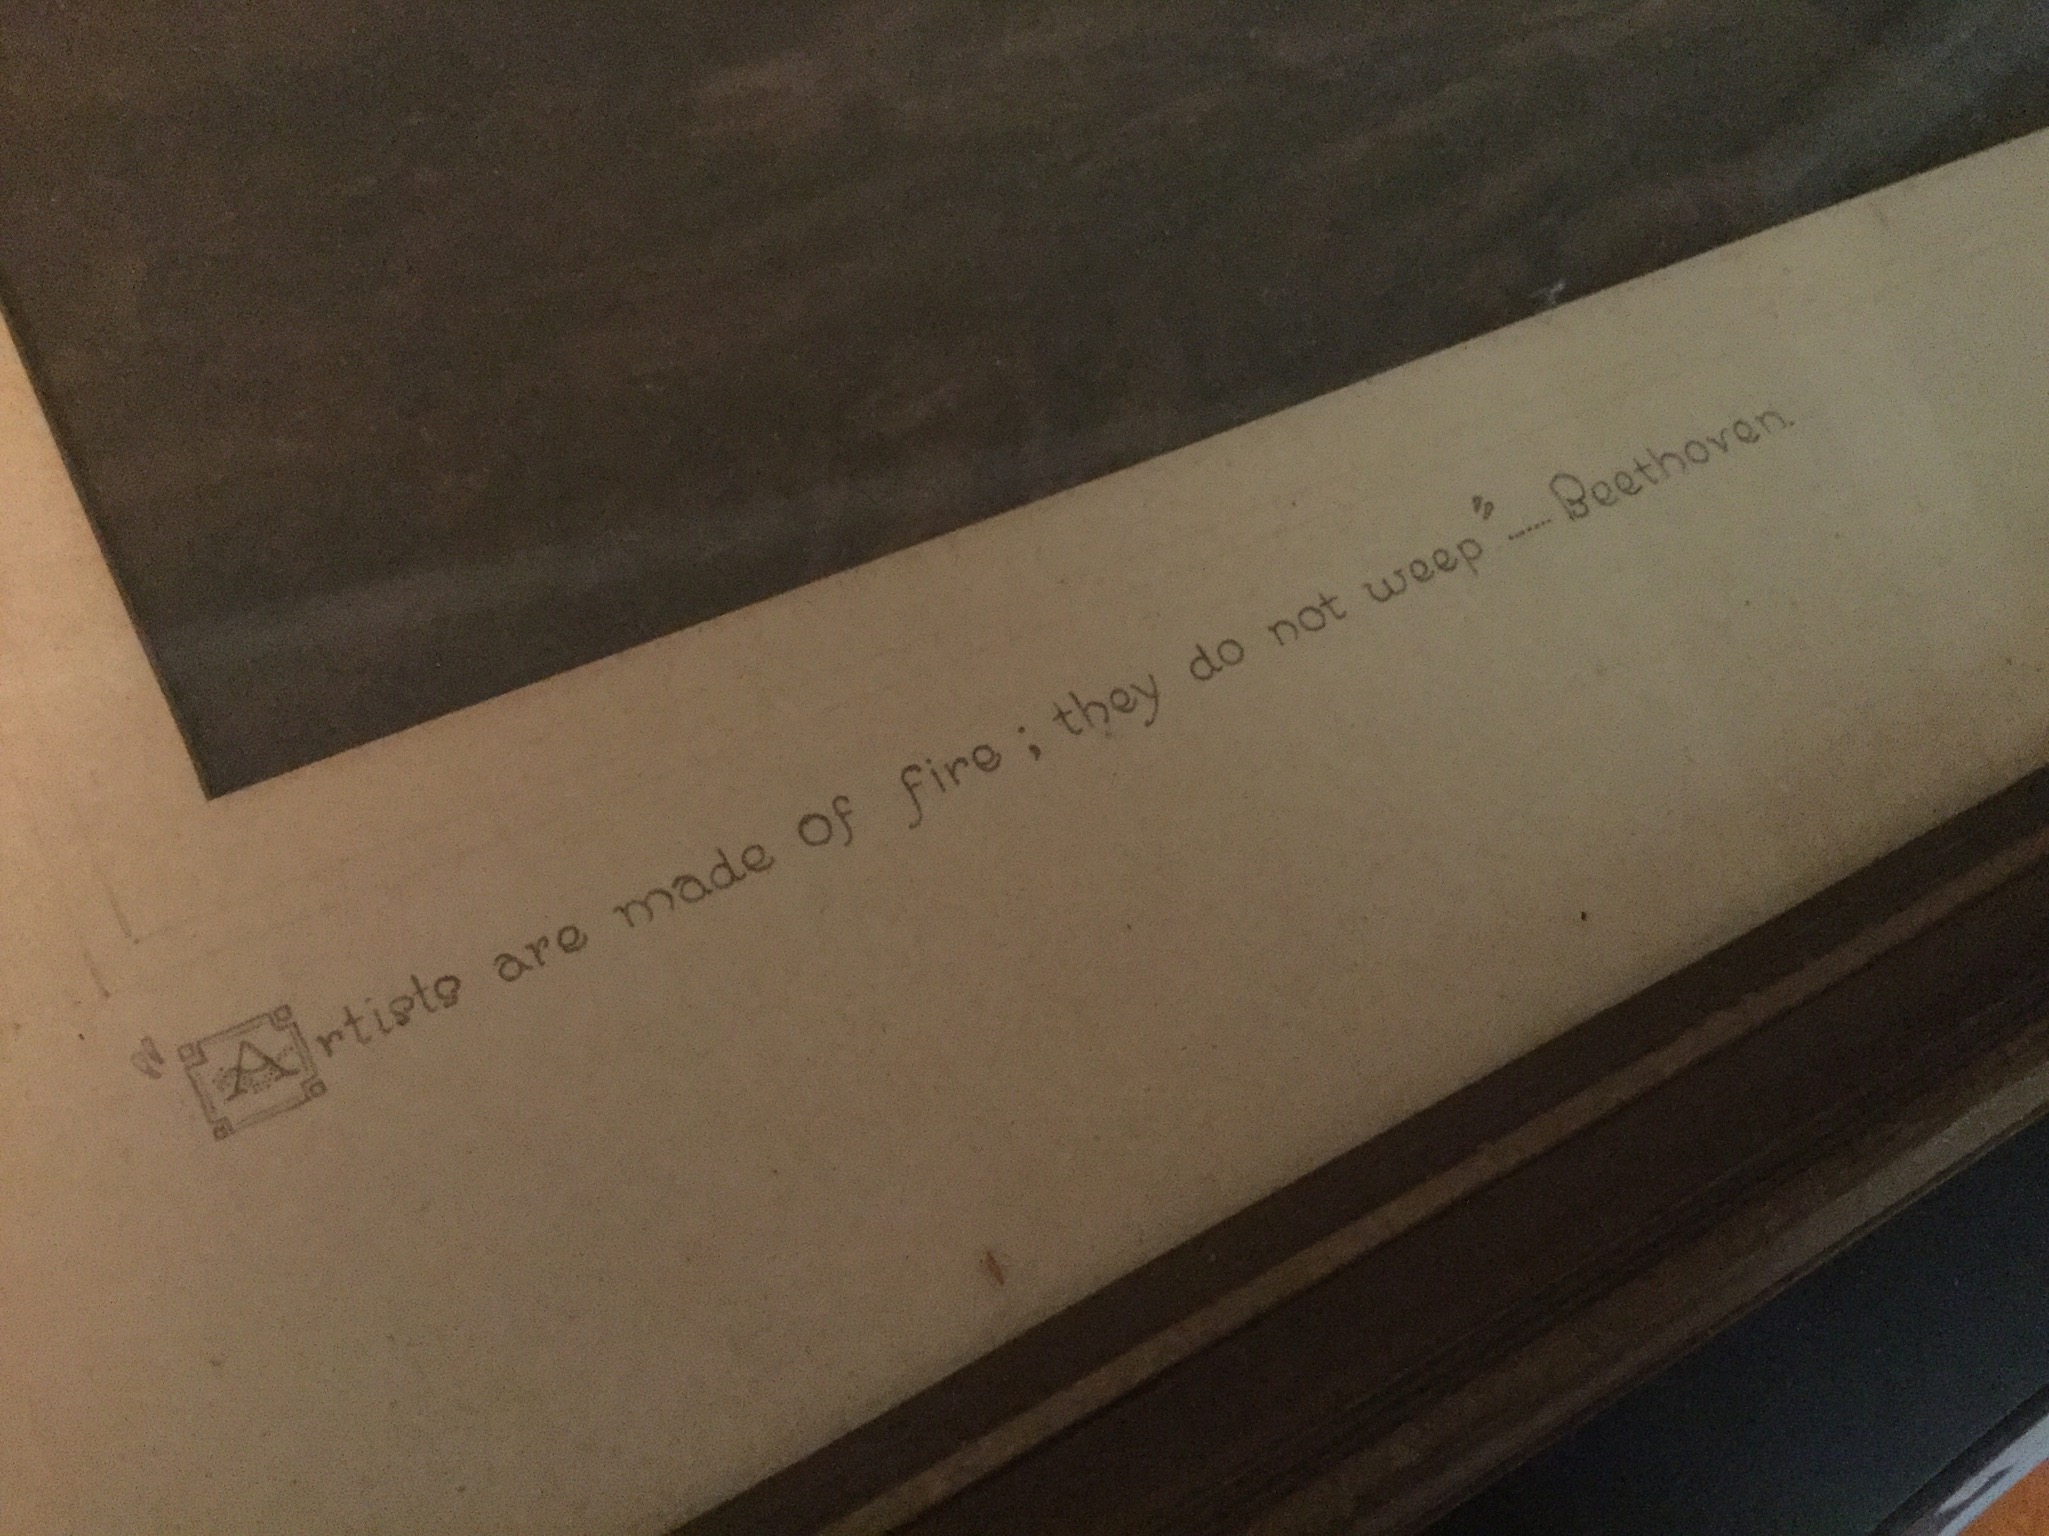 "Artists are made of fire ; they do not weep" — Beethoven.